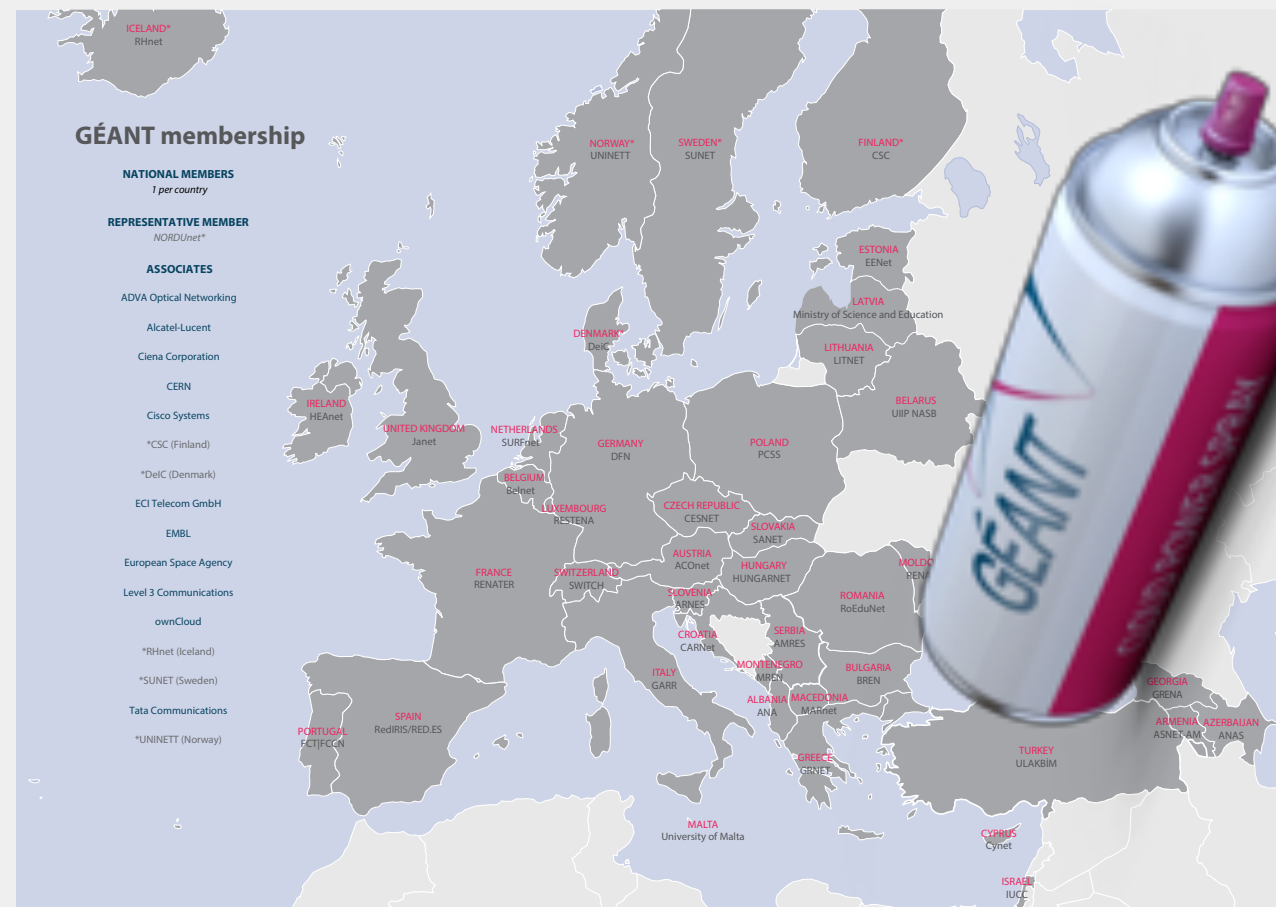 ICELAND*
RHnet
GÉANT membership
NATIONAL MEMBERS
1 per country
REPRESENTATIVE MEMBER
NORDUnet*
ASSOCIATES
ADVA Optical Networking
Alcatel-Lucent
Ciena Corporation
CERN
Cisco Systems
*CSC (Finland)
*DeIC (Denmark)
ECI Telecom GmbH
EMBL
European Space Agency
Level 3 Communications
ownCloud
*RHnet (Iceland)
*SUNET (Sweden)
Tata Communications
*UNINETT (Norway)
NORWAY*
UNINETT
SWEDEN*
SUNET
FINLAND*
CSC
ESTONIA
EENet
LATVIA
Ministry of Science and Education
DENMARK*
DeiC
LITHUANIA
LITNET
BELARUS
UIIP NASB
IRELAND
HEAnet
UNITED KINGDOM
Janet
NETHERLANDS
SURFnet
GERMANY
DFN
POLAND
PCSS
BELGIUM
Belnet
LUXEMBOURG
RESTENA
CZECH REPUBLIC
CESNET
SLOVAKIA
SANET
FRANCE
RENATER
SWITZERLAND
SWITCH
AUSTRIA
ACOnet
HUNGARY
HUNGARNET
MOLDO
RENA
SLOVENIA
ARNES
ROMANIA
RoEduNet
CROATIA
CARNet
SERBIA
AMRES
ITALY
GARR
MONTENEGRO
MREN
BULGARIA
BREN
ALBANIA
ANA
MACEDONIA
MARnet
PORTUGAL
FCT|FCCN
SPAIN
RedIRIS/RED.ES
GREECE
GRNET
TURKEY
ULAKBİM
GEORGIA
GRENA
ARMENIA
ASNET-AM
AZERBAIJAN
ANAS
MALTA
University of Malta
CYPRUS
Cynet
ISRAEL
IUCC
GÉANT